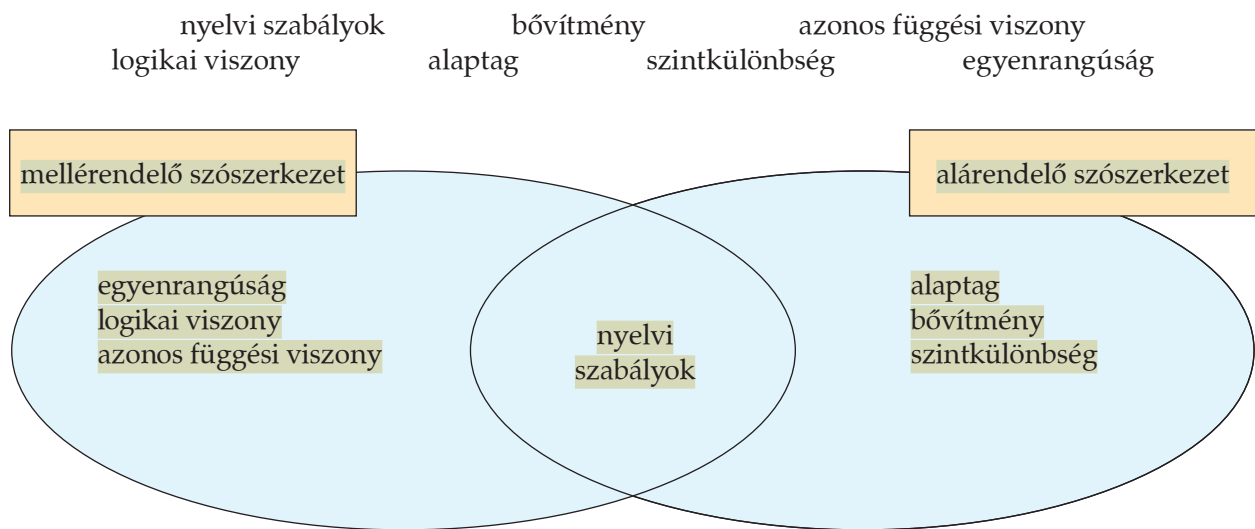 nyelvi szabályok bővítmény azonos függési viszony
logikai viszony alaptag szintkülönbség egyenrangúság
mellérendelő szószerkezet
alárendelő szószerkezet
egyenrangúság
logikai viszony
azonos függési viszony
nyelvi
szabályok
alaptag
bővítmény
szintkülönbség